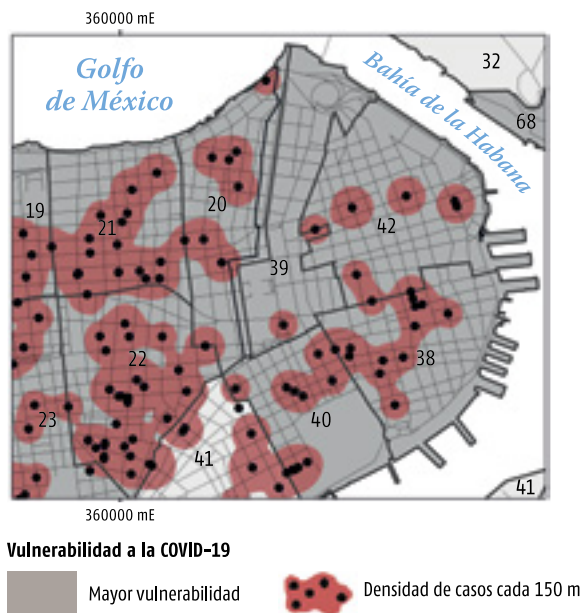 360000 mE
Golfo
de México
Bahía de la Habana
32
68
19
21
20
42
39
22
38
23
40
41
41
360000 mE
Vulnerabilidad a la COVID-19
Mayor vulnerabilidad
Densidad de casos cada 150 m